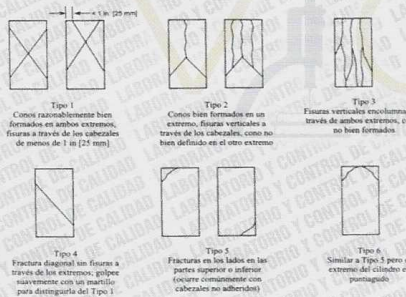 < 1 in [25 mm]
Tipo 1
Conos razonablemente bien
formados en ambos extremos,
fisuras a través de los cabezales
de menos de 1 in [25 mm]
Tipo 2
Conos bien formados en un
extremo, fisuras verticales a
través de los cabezales, cono no
bien definido en el otro extremo
Tipo 3
Fisuras verticales
través de ambos extremos,
no bien formados
Tipo 4
Fractura diagonal sin fisuras a
través de los extremos; golpee
suavemente con un martillo
para distinguirla del Tipo 1
Tipo 5
Fracturas en los lados en las
partes superior o inferior
(ocurre comúnmente con
cabezales no adheridos)
Tipo 6
Similar a Tipo 5 pero
extremo del cilindro
puntiagudo